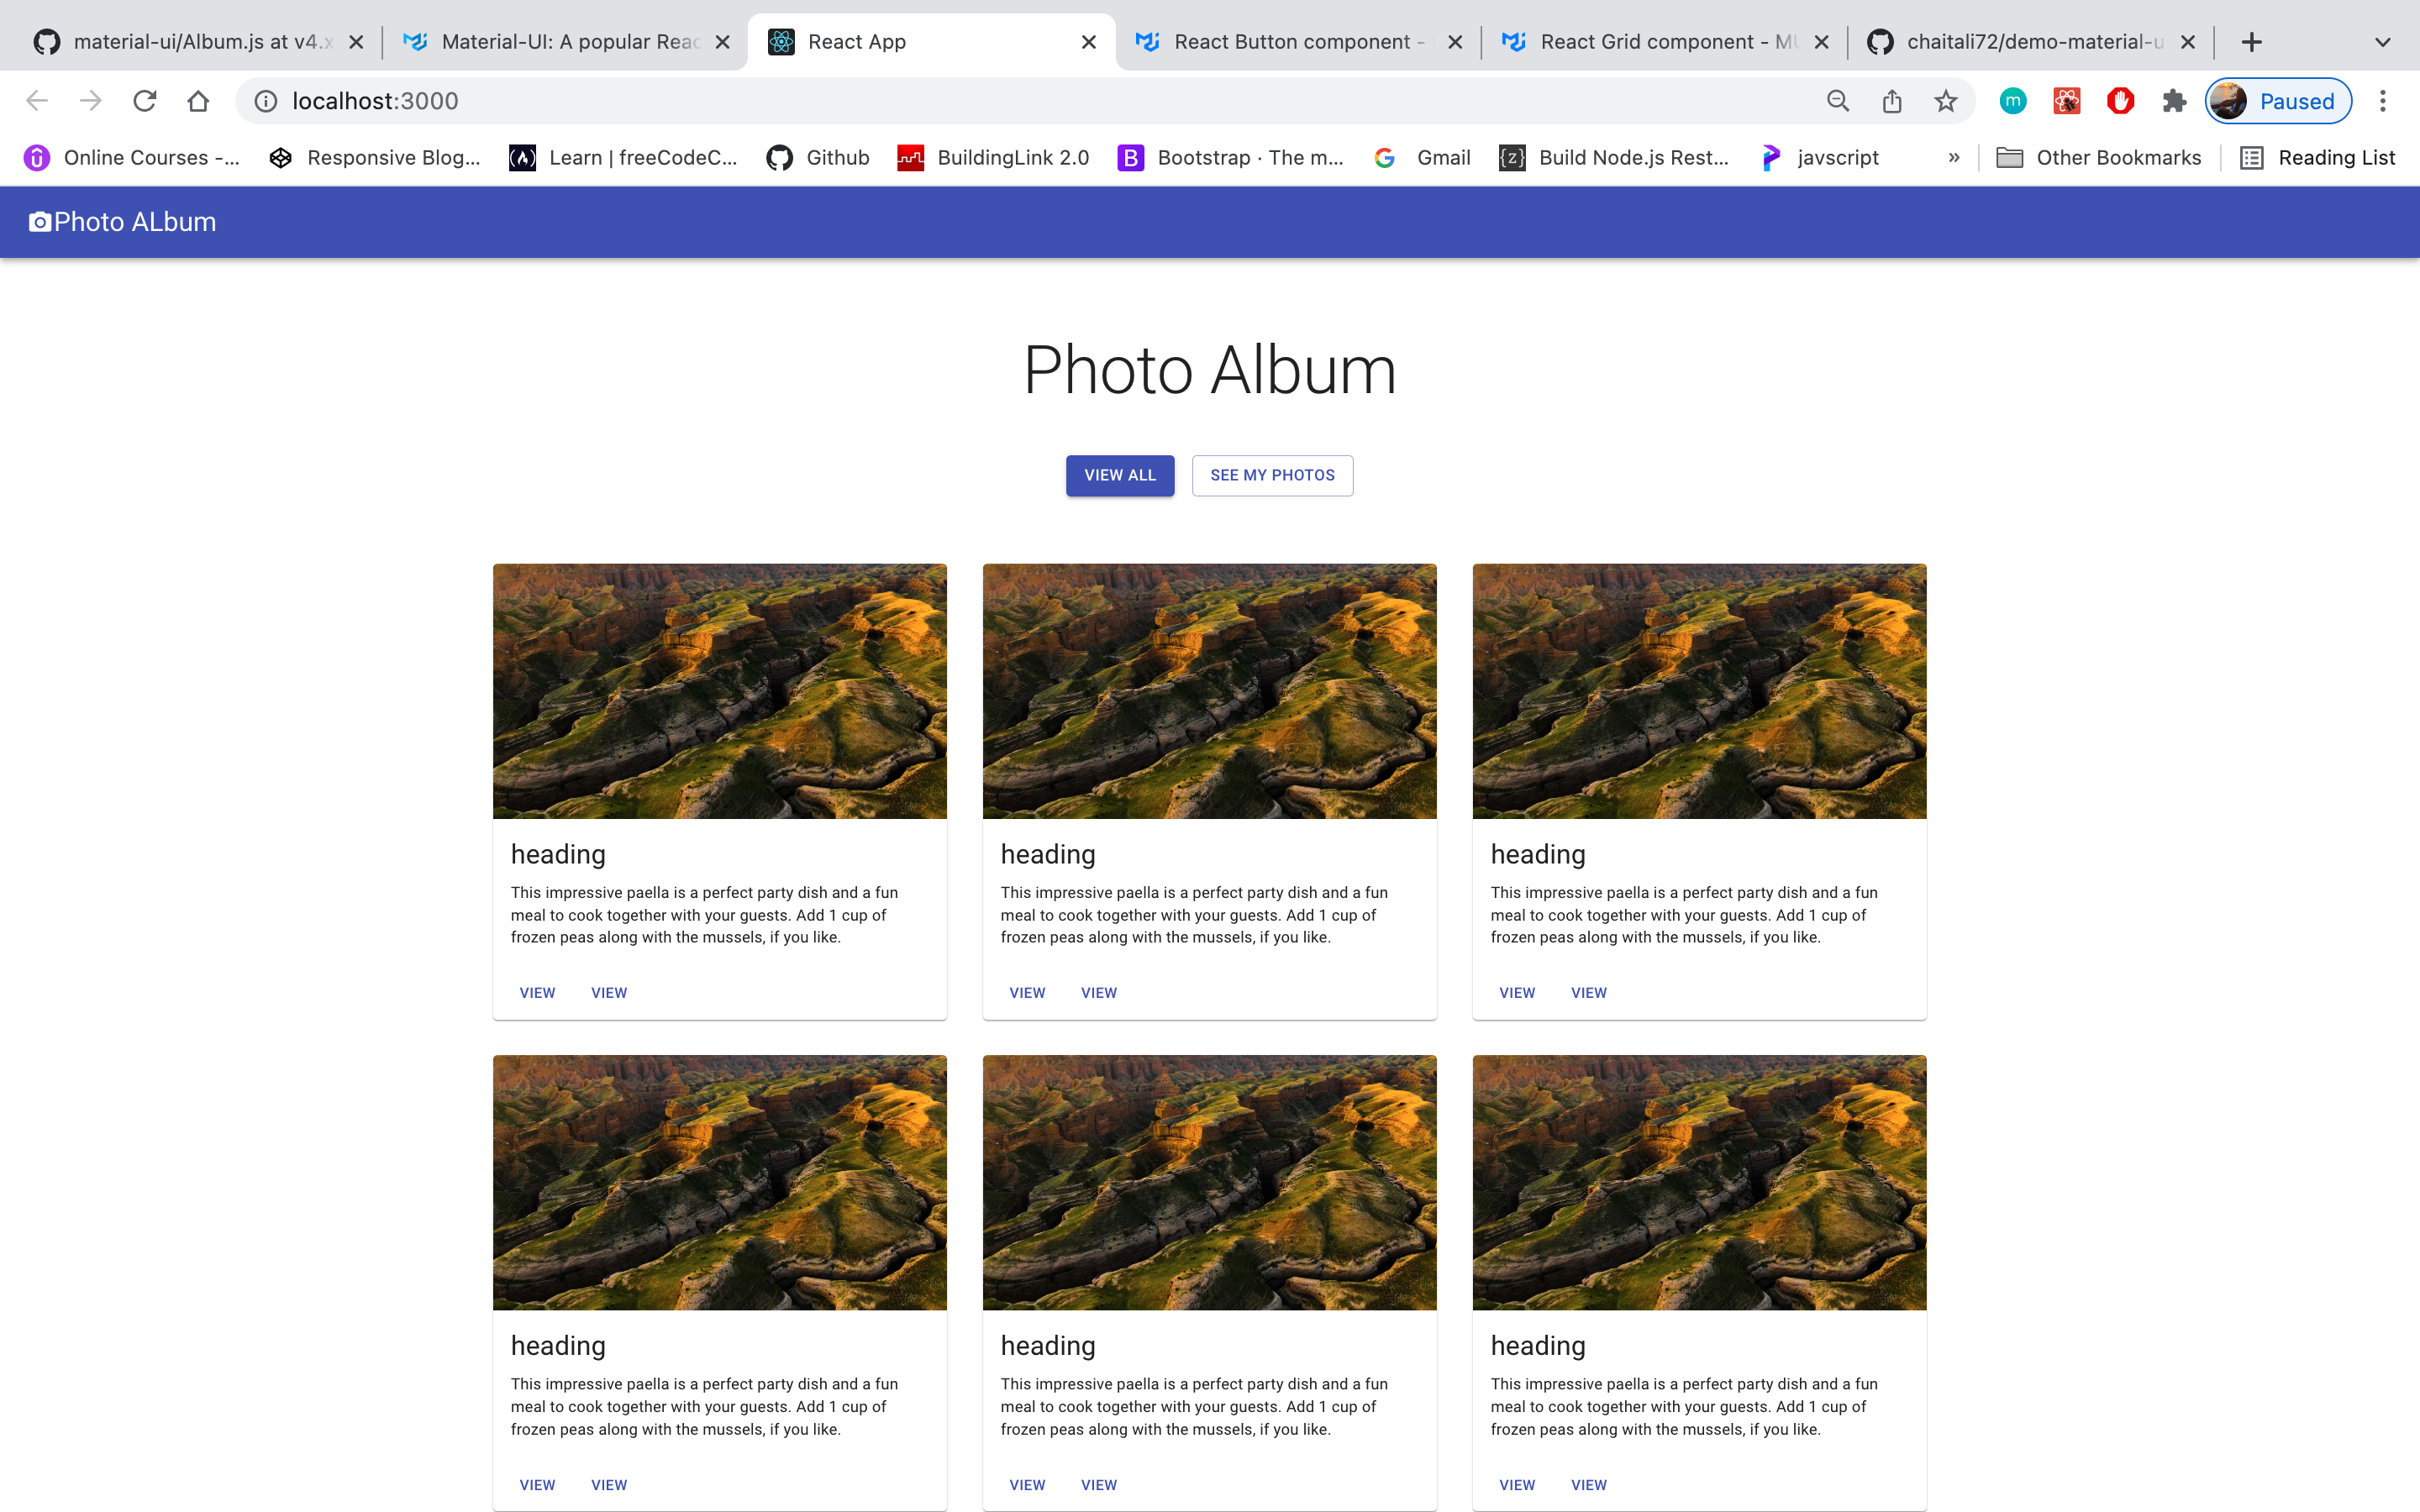 material-ui/Album.js at v4.x
Material-UI: A popular Reac
React App
React Button component -
React Grid component - MU
chaitali72/demo-material-u
localhost:3000
m
Paused
Online Courses -...
Responsive Blog...
Learn | freeCodeC...
Github
BuildingLink 2.0
B
Bootstrap · The m...
Gmail
{z}
Build Node.js Rest...
javscript
»
Other Bookmarks
Reading List
Photo ALbum
Photo Album
VIEW ALL
SEE MY PHOTOS
heading
This impressive paella is a perfect party dish and a fun
meal to cook together with your guests. Add 1 cup of
frozen peas along with the mussels, if you like.
VIEW VIEW
heading
This impressive paella is a perfect party dish and a fun
meal to cook together with your guests. Add 1 cup of
frozen peas along with the mussels, if you like.
VIEW VIEW
heading
This impressive paella is a perfect party dish and a fun
meal to cook together with your guests. Add 1 cup of
frozen peas along with the mussels, if you like.
VIEW VIEW
heading
This impressive paella is a perfect party dish and a fun
meal to cook together with your guests. Add 1 cup of
frozen peas along with the mussels, if you like.
VIEW VIEW
heading
This impressive paella is a perfect party dish and a fun
meal to cook together with your guests. Add 1 cup of
frozen peas along with the mussels, if you like.
VIEW VIEW
heading
This impressive paella is a perfect party dish and a fun
meal to cook together with your guests. Add 1 cup of
frozen peas along with the mussels, if you like.
VIEW VIEW